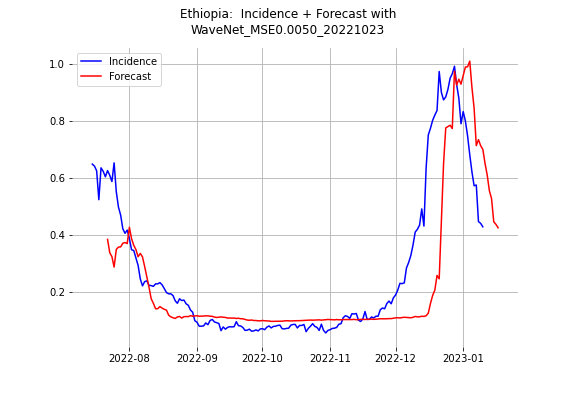 Ethiopia:  Incidence + Forecast with
WaveNet_MSE0.0050_20221023
Incidence
Forecast
1.0
0.8
0.6
0.4
0.2
2022-08
2022-09
2022-10
2022-11
2022-12
2023-01